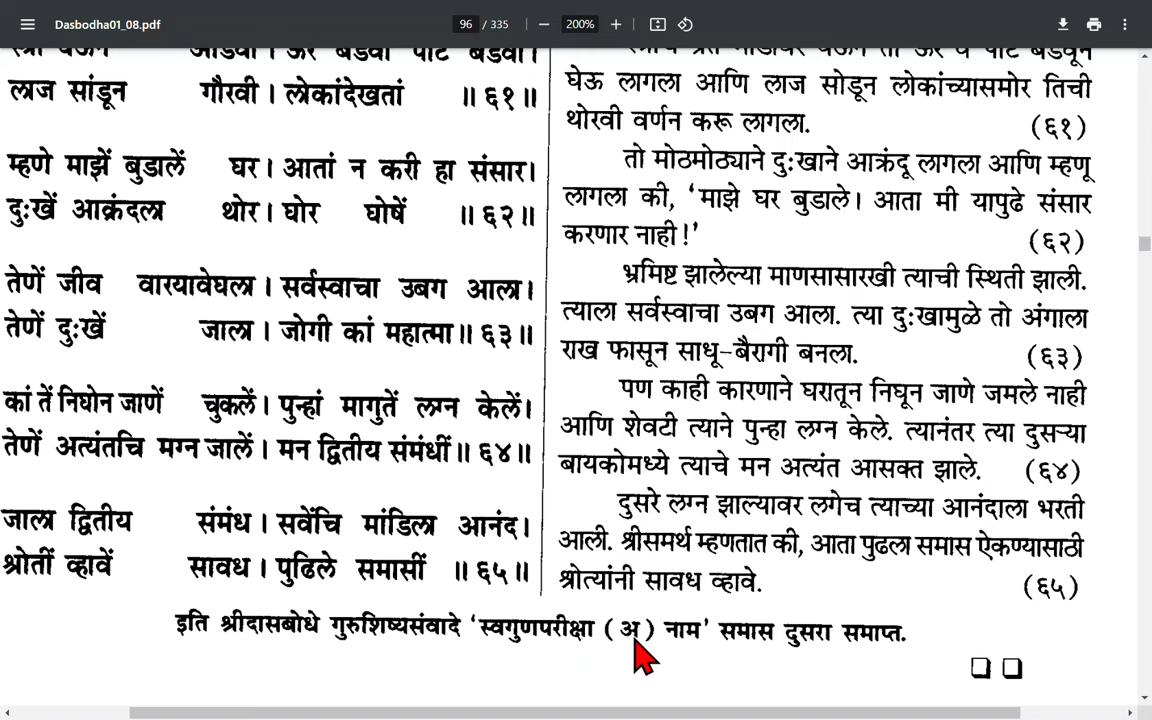 Dasbodha01_08.pdf
96 / 335
200%
लाज सांडून गौरवी। लोकांदेखतां ॥६१॥
म्हणे माझें बुडालें घर। आतां न करी हा संसार।
दुःखें आक्रंदला थोर। घोर घोषें ॥६२॥
तेणें जीव वारयावेघला। सर्वस्वाचा उबग आला।
तेणें दुःखें जाला। जोगी कां महात्मा॥६३॥
कां तें निघोन जाणें चुकलें। पुन्हां मागुतें लग्न केलें।
तेणें अत्यंतचि मग्न जालें। मन द्वितीय संमंधीं॥६४॥
जाला द्वितीय संमंध। सवेंचि मांडिला आनंद।
श्रोतीं व्हावें सावध। पुढिले समासीं ॥६५॥
घेऊ लागला आणि लाज सोडून लोकांच्यासमोर तिची
थोरवी वर्णन करू लागला. (६१)
तो मोठमोठ्याने दुःखाने आक्रंदू लागला आणि म्हणू
लागला की, ‘माझे घर बुडाले। आता मी यापुढे संसार
करणार नाही!’ (६२)
भ्रमिष्ट झालेल्या माणसासारखी त्याची स्थिती झाली.
त्याला सर्वस्वाचा उबग आला. त्या दुःखामुळे तो अंगाला
राख फासून साधू-बैरागी बनला. (६३)
पण काही कारणाने घरातून निघून जाणे जमले नाही
आणि शेवटी त्याने पुन्हा लग्न केले. त्यानंतर त्या दुसऱ्या
बायकोमध्ये त्याचे मन अत्यंत आसक्त झाले. (६४)
दुसरे लग्न झाल्यावर लगेच त्याच्या आनंदाला भरती
आली. श्रीसमर्थ म्हणतात की, आता पुढला समास ऐकण्यासाठी
श्रोत्यांनी सावध व्हावे. (६५)
इति श्रीदासबोधे गुरुशिष्यसंवादे ‘स्वगुणपरीक्षा (अ) नाम’ समास दुसरा समाप्त.